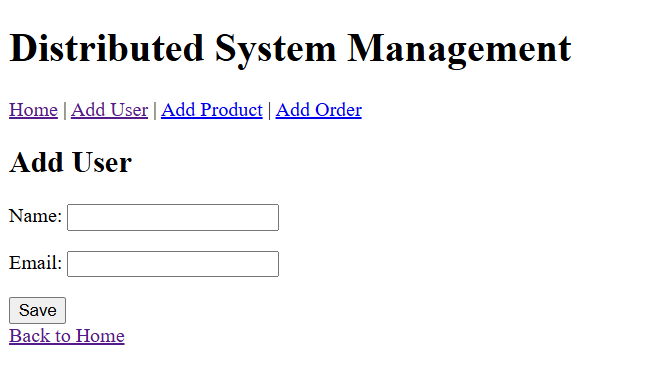 Distributed System Management
Home | Add User | Add Product | Add Order
Add User
Name:
Email:
Save
Back to Home